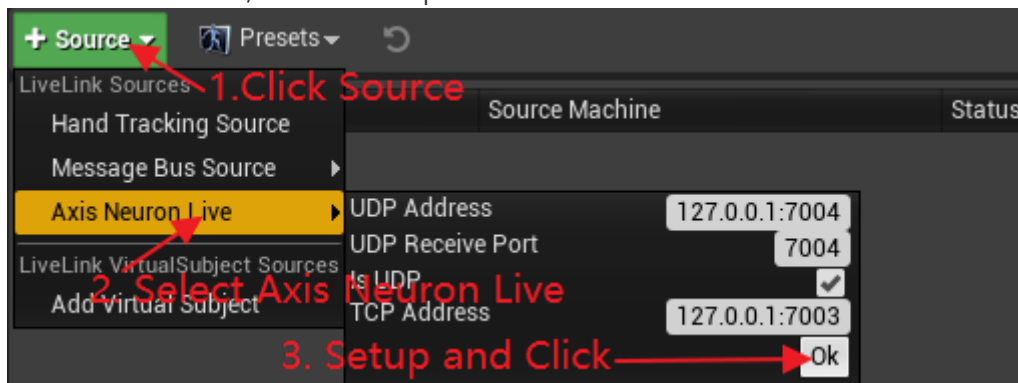 + Source
Presets
LiveLink Sources
1.Click Source
Source Machine
Status
Hand Tracking Source
Message Bus Source
Axis Neuron Live
UDP Address
127.0.0.1:7004
UDP Receive Port
7004
LiveLink VirtualSubject Sources
Is UDP
2. Select Axis Neuron Live
Add Virtual Subject
TCP Address
127.0.0.1:7003
3. Setup and Click
Ok